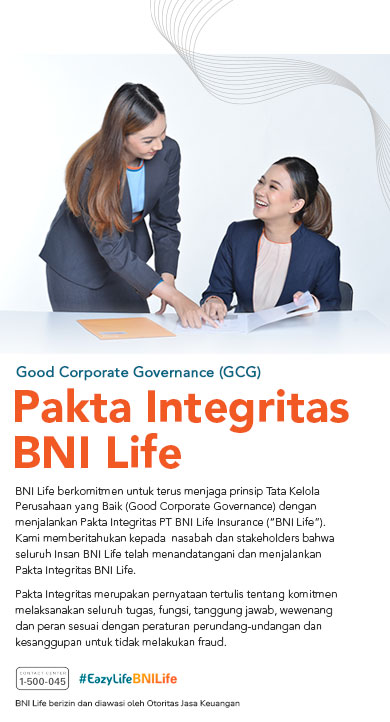 Good Corporate Governance (GCG)
Pakta Integritas
BNI Life
BNI Life berkomitmen untuk terus menjaga prinsip Tata Kelola
Perusahaan yang Baik (Good Corporate Governance) dengan
menjalankan Pakta Integritas PT BNI Life Insurance (“BNI Life”).
Kami memberitahukan kepada nasabah dan stakeholders bahwa
seluruh Insan BNI Life telah menandatangani dan menjalankan
Pakta Integritas BNI Life.
Pakta Integritas merupakan pernyataan tertulis tentang komitmen
melaksanakan seluruh tugas, fungsi, tanggung jawab, wewenang
dan peran sesuai dengan peraturan perundang-undangan dan
kesanggupan untuk tidak melakukan fraud.
CONTACT CENTER
1-500-045
#EazyLifeBNILife
BNI Life berizin dan diawasi oleh Otoritas Jasa Keuangan